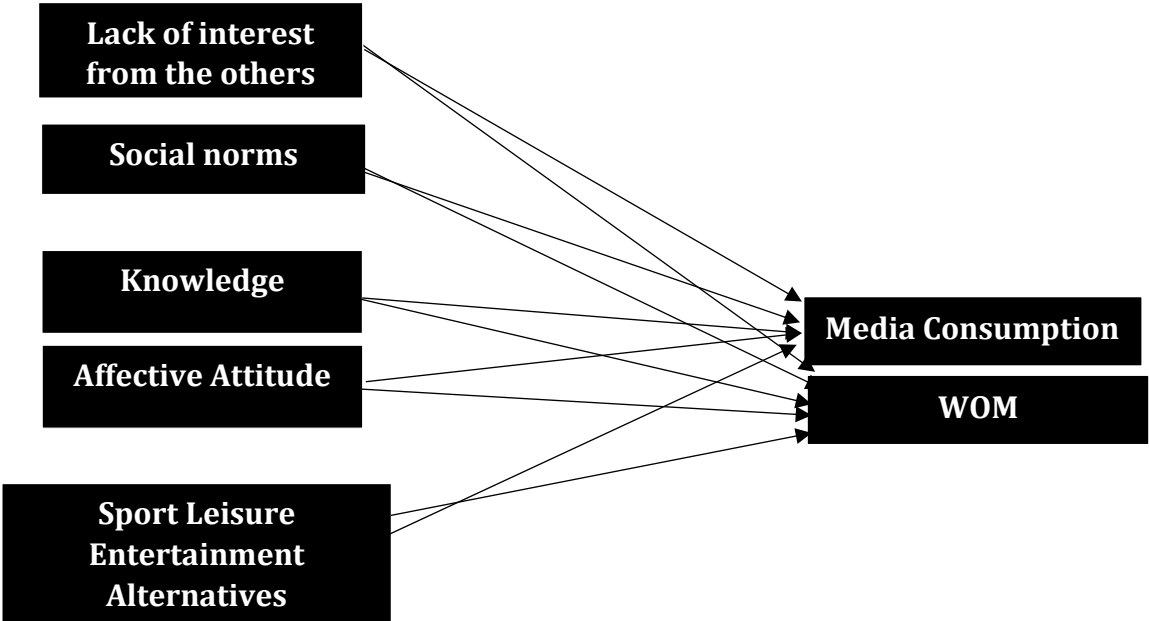 Lack of interest
from the others
Social norms
Knowledge
Affective Attitude
Sport Leisure
Entertainment
Alternatives
Media Consumption
WOM